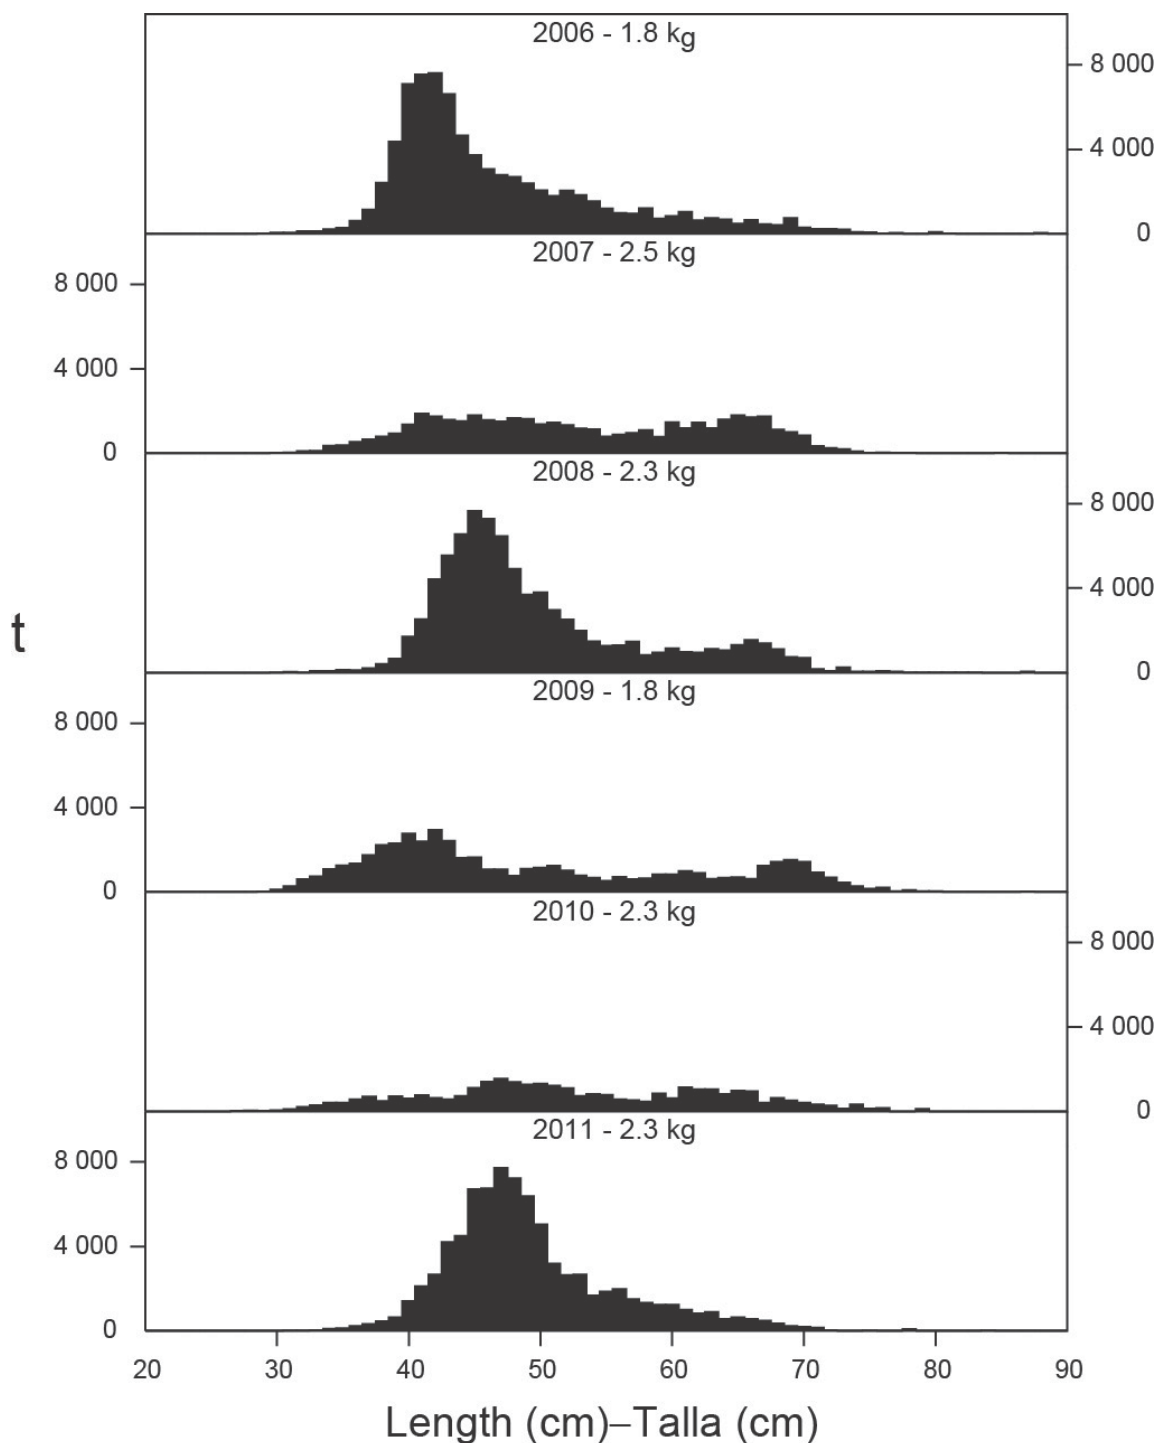 2006 - 1.8 kg
8 000
4 000
0
2007 - 2.5 kg
8 000
4 000
0
2008 - 2.3 kg
8 000
4 000
0
t
2009 - 1.8 kg
8 000
4 000
0
2010 - 2.3 kg
8 000
4 000
0
2011 - 2.3 kg
8 000
4 000
0
20 30 40 50 60 70 80 90
Length (cm)–Talla (cm)